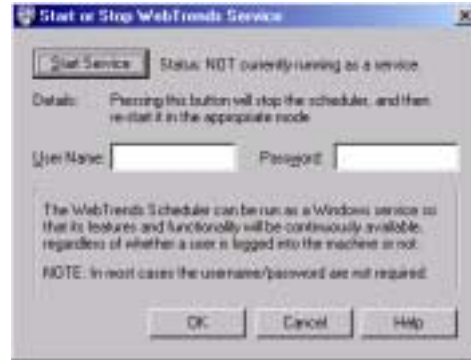 Start or Stop WebTrends Service
Start Service Status: NOT currently running as a service.
Details: Pressing this button will stop the scheduler, and then
re-start it in the appropriate mode
User Name: Password:
The WebTrends Scheduler can be run as a Windows service so
that its features and functionality will be continuously available,
regardless of whether a user is logged into the machine or not.
NOTE: In most cases the username/password are not required.
OK Cancel Help